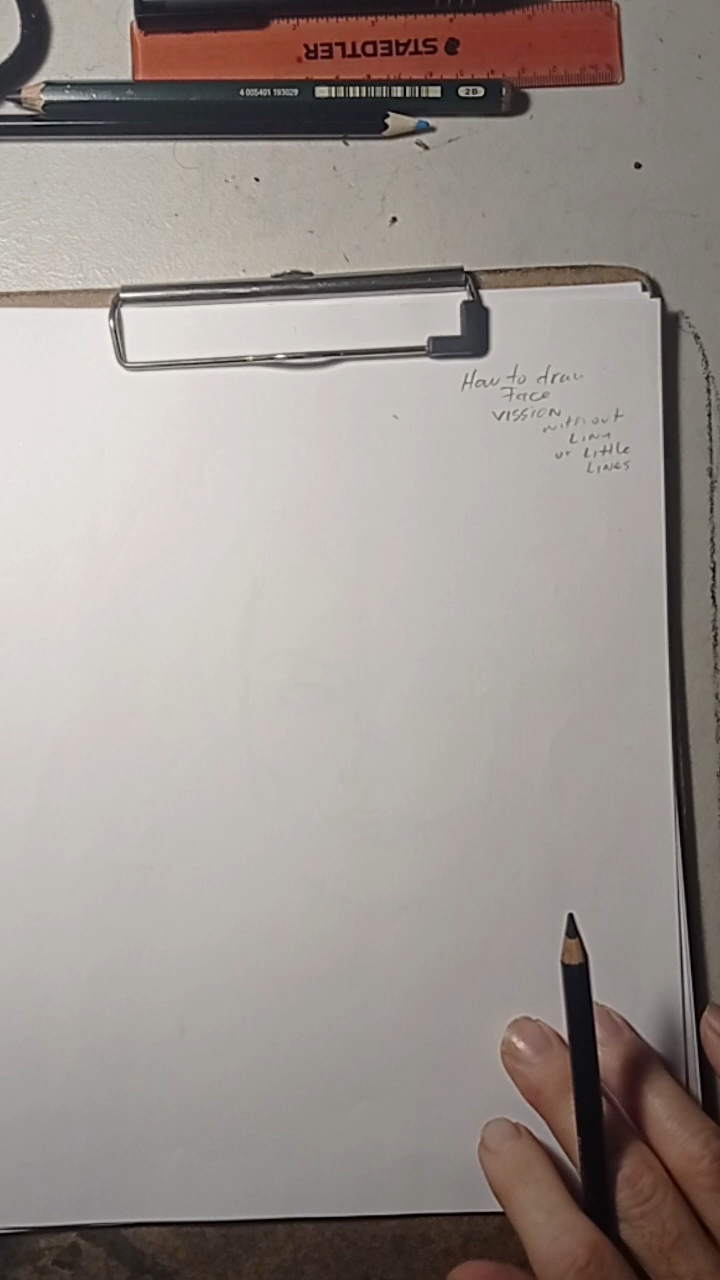 STAEDTLER
4 005401 193029
2B
How to draw
Face
VISSION
without
Line
or Little
Lines